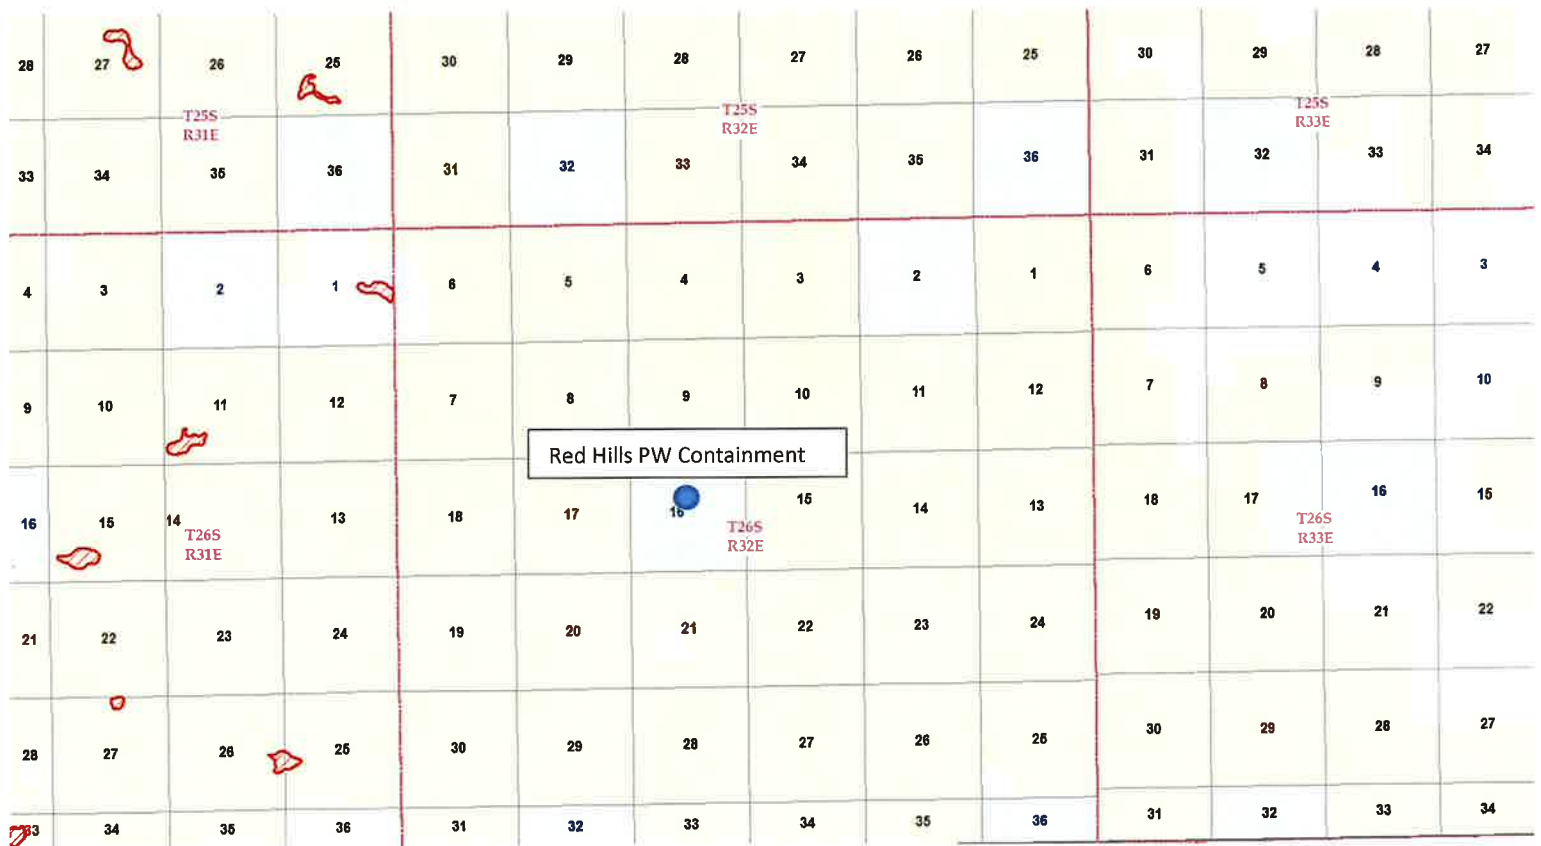 28 27 26 25 30 29 28 27 26 25 30 29 28 27
T25S T25S T25S
R31E R32E R33E
33 34 35 36 31 32 33 34 35 36 31 32 33 34
4 3 2 1 6 5 4 3 2 1 6 5 4 3
9 10 11 12 7 8 9 10 11 12 7 8 9 10
Red Hills PW Containment
16 15 14 13 18 17 16 15 14 13 18 17 16 15
T26S T26S T26S
R31E R32E R33E
21 22 23 24 19 20 21 22 23 24 19 20 21 22
28 27 26 25 30 29 28 27 26 25 30 29 28 27
33 34 35 36 31 32 33 34 35 36 31 32 33 34